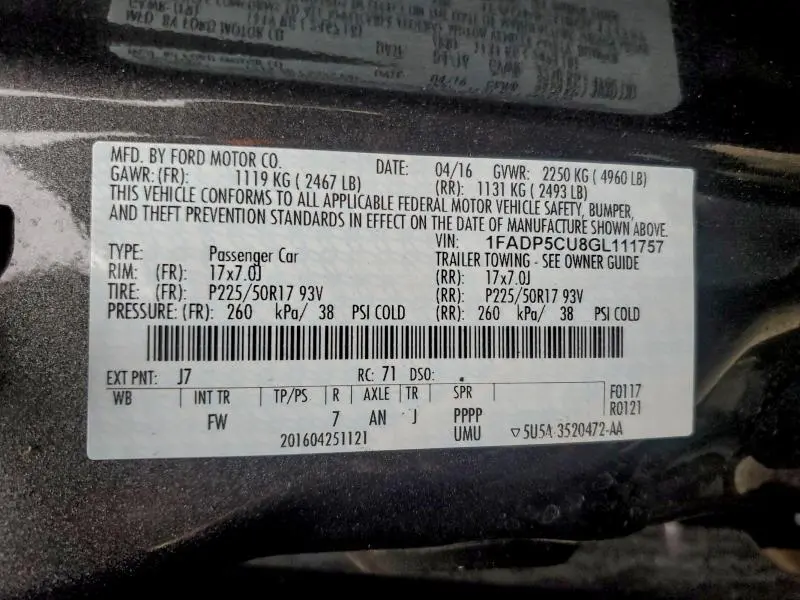 MFD. BY FORD MOTOR CO. DATE: 04/16 GVWR: 2250 KG ( 4960 LB)
GAWR: (FR): 1119 KG ( 2467 LB) (RR): 1131 KG ( 2493 LB)
THIS VEHICLE CONFORMS TO ALL APPLICABLE FEDERAL MOTOR VEHICLE SAFETY, BUMPER,
AND THEFT PREVENTION STANDARDS IN EFFECT ON THE DATE OF MANUFACTURE SHOWN ABOVE.
VIN: 1FADP5CU8GL111757
TYPE: Passenger Car TRAILER TOWING - SEE OWNER GUIDE
RIM: (FR): 17x7.0J (RR): 17x7.0J
TIRE: (FR): P225/50R17 93V (RR): P225/50R17 93V
PRESSURE: (FR): 260 kPa/ 38 PSI COLD (RR): 260 kPa/ 38 PSI COLD
EXT PNT: J7 RC: 71 DSO:
WB INT TR TP/PS R AXLE TR SPR F0117
R0121
FW 7 AN J PPPP
201604251121 UMU ▽5U5A 3520472-AA